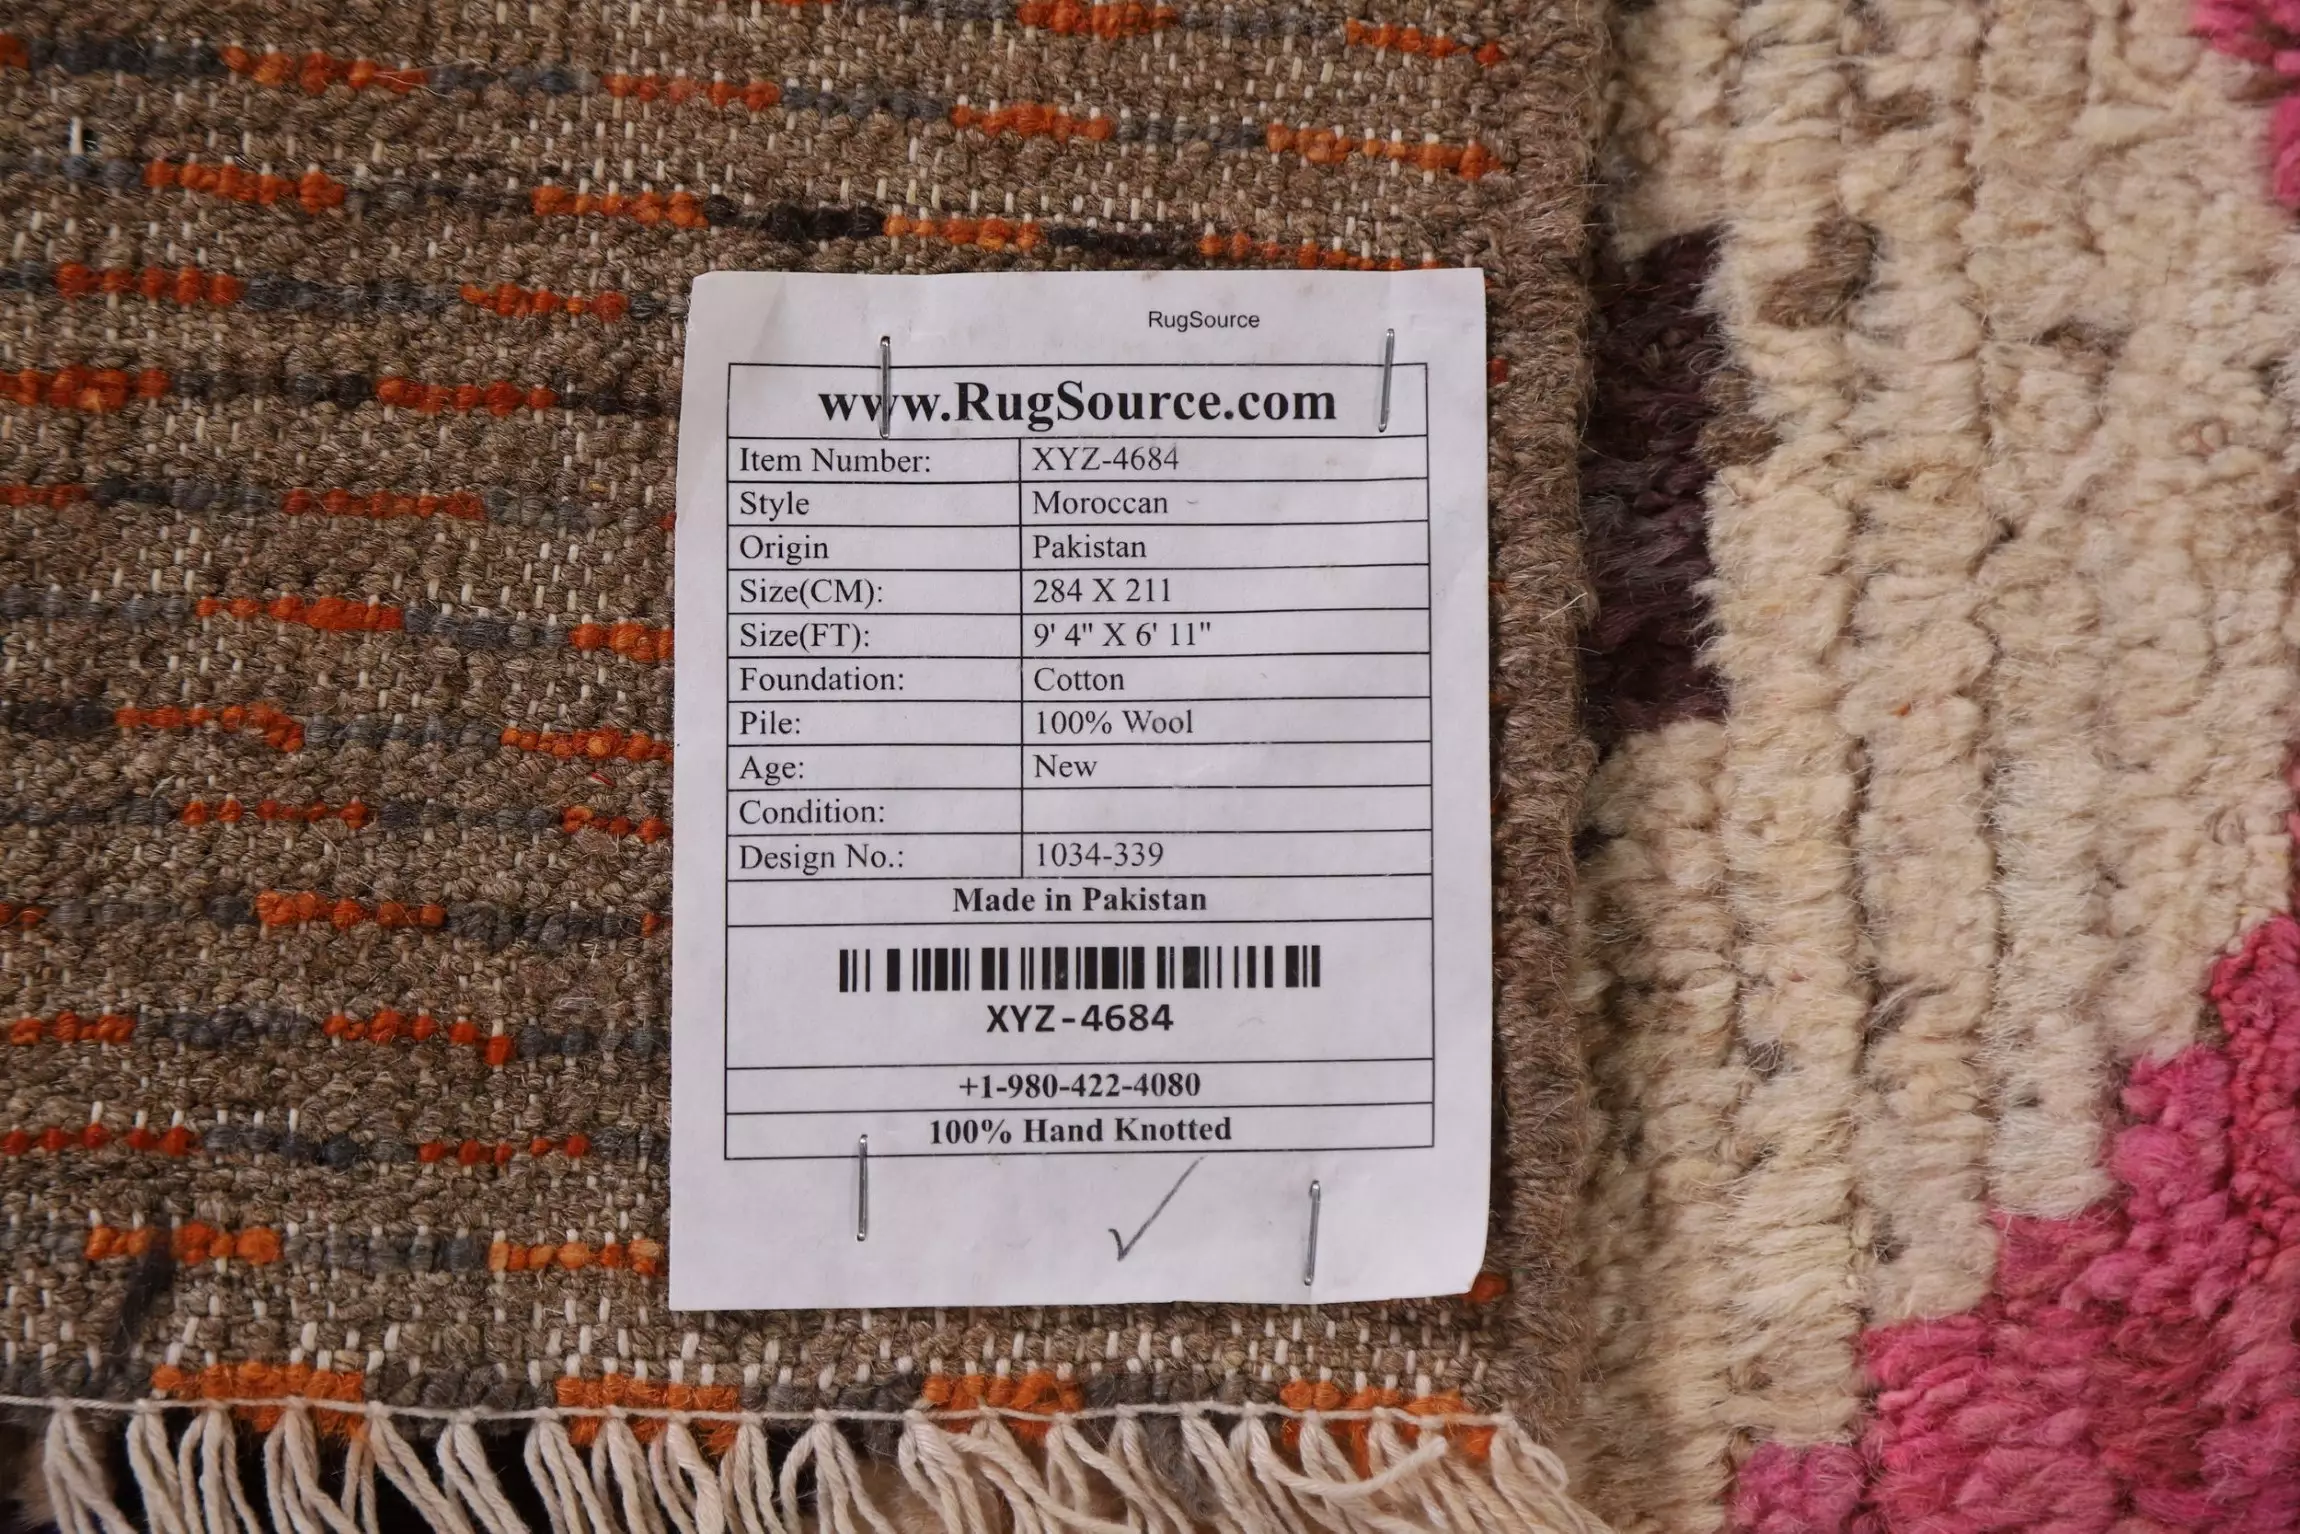 RugSource
www.RugSource.com
Item Number: XYZ-4684
Style Moroccan
Origin Pakistan
Size(CM): 284 X 211
Size(FT): 9' 4" X 6' 11"
Foundation: Cotton
Pile: 100% Wool
Age: New
Condition:
Design No.: 1034-339
Made in Pakistan
XYZ-4684
+1-980-422-4080
100% Hand Knotted